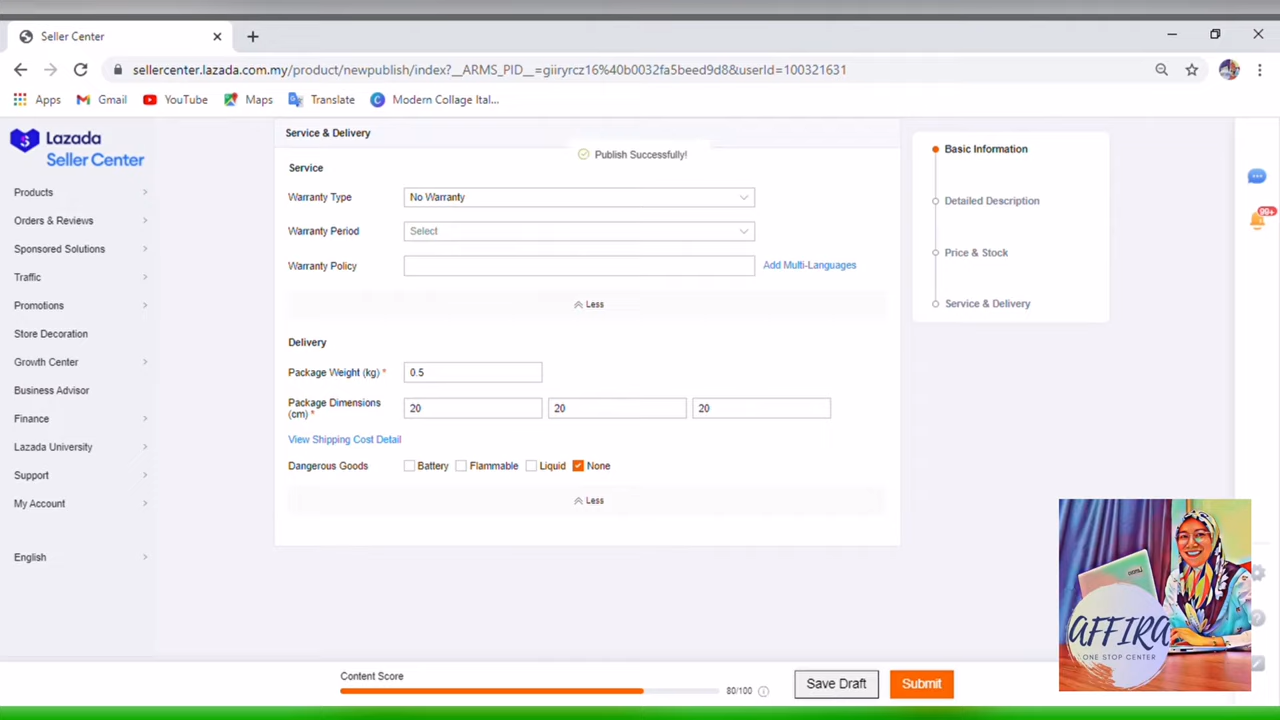 Seller Center
sellercenter.lazada.com.my/product/newpublish/index?__ARMS_PID__=giiryrcz16%40b0032fa5beed9d8&userId=100321631
Apps
Gmail
YouTube
Maps
Translate
Modern Collage Ital...
Lazada
Seller Center
Products
Orders & Reviews
Sponsored Solutions
Traffic
Promotions
Store Decoration
Growth Center
Business Advisor
Finance
Lazada University
Support
My Account
English
Service & Delivery
Publish Successfully!
Service
Warranty Type
No Warranty
Warranty Period
Select
Warranty Policy
Add Multi-Languages
Less
Delivery
Package Weight (kg) *
0.5
Package Dimensions
(cm) *
20
20
20
View Shipping Cost Detail
Dangerous Goods
Battery
Flammable
Liquid
None
Less
Basic Information
Detailed Description
Price & Stock
Service & Delivery
99+
AFFIRA
ONE STOP CENTER
Content Score
80/100
Save Draft
Submit